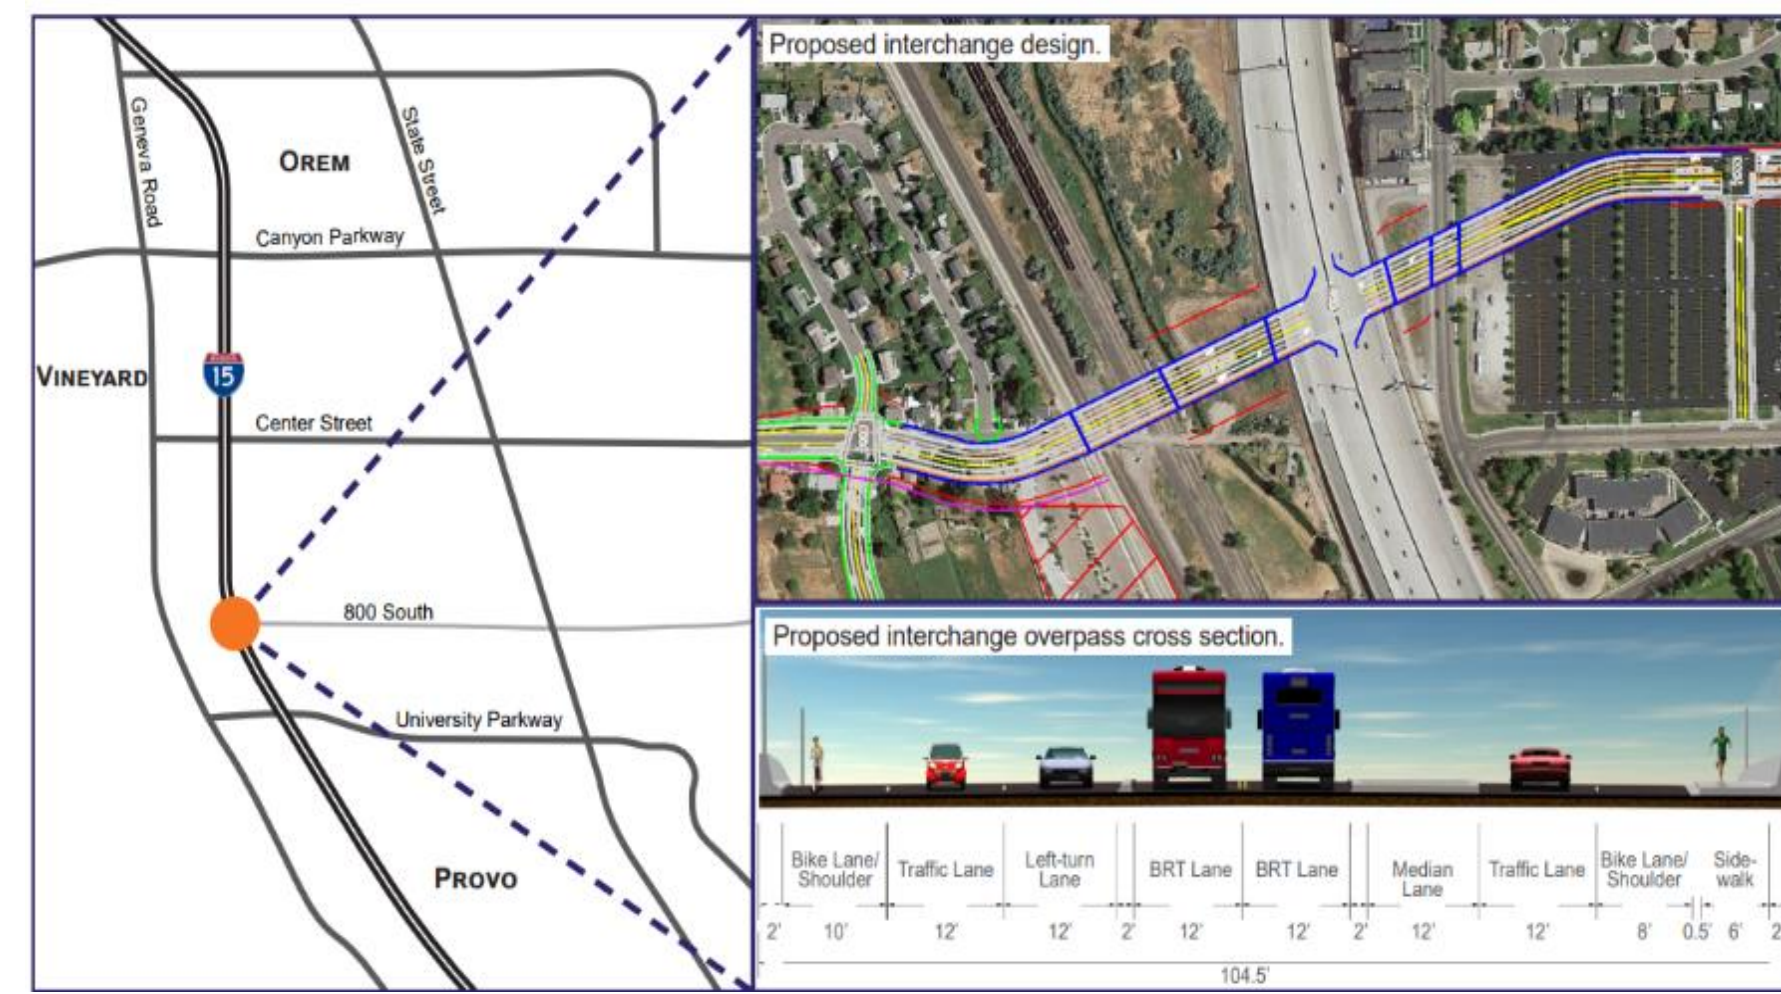 Geneva Road
OREM
State Street
Canyon Parkway
VINEYARD
15
Center Street
800 South
University Parkway
PROVO
Proposed interchange design.
Proposed interchange overpass cross section.
Bike Lane/
Shoulder
Traffic Lane
Left-turn
Lane
BRT Lane
BRT Lane
Median
Lane
Traffic Lane
Bike Lane/
Shoulder
Side-
walk
2' 10' 12' 12' 2' 12' 12' 2' 12' 12' 8' 0.5' 6' 2
104.5'